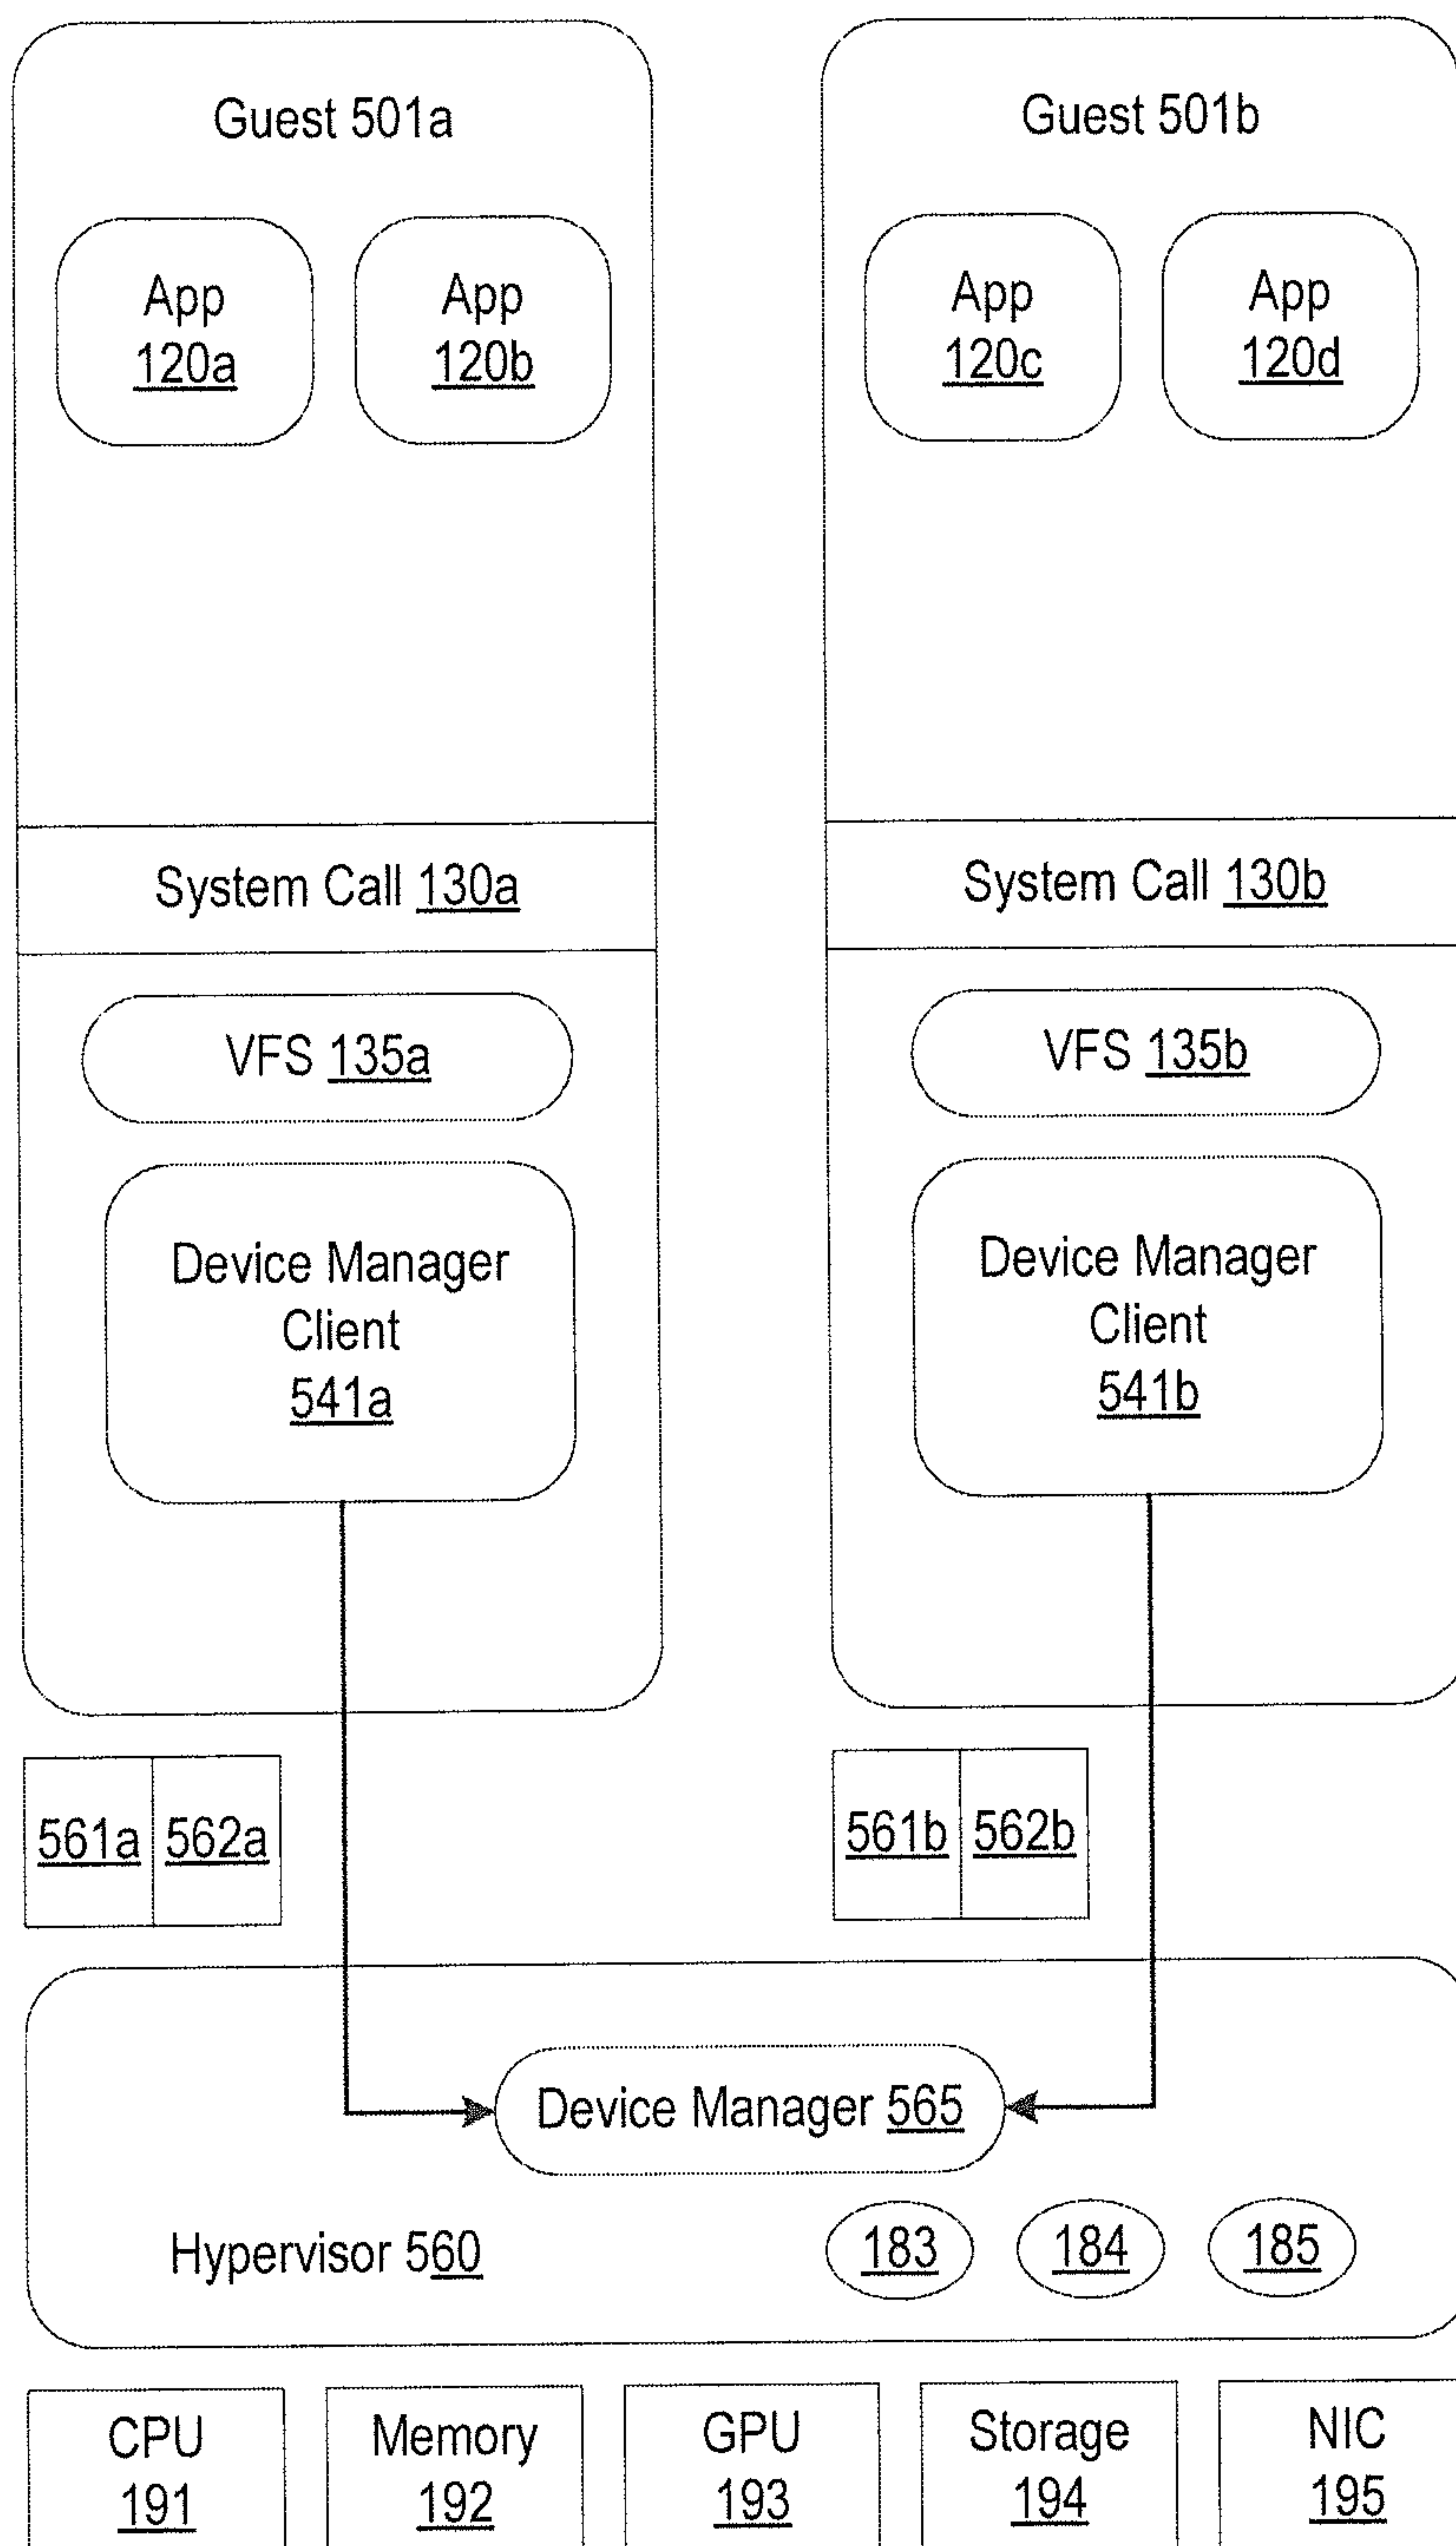 Guest 501a
App
120a
App
120b
System Call 130a
VFS 135a
Device Manager
Client
541a
561a
562a
Guest 501b
App
120c
App
120d
System Call 130b
VFS 135b
Device Manager
Client
541b
561b
562b
Device Manager 565
Hypervisor 560
183
184
185
CPU
191
Memory
192
GPU
193
Storage
194
NIC
195